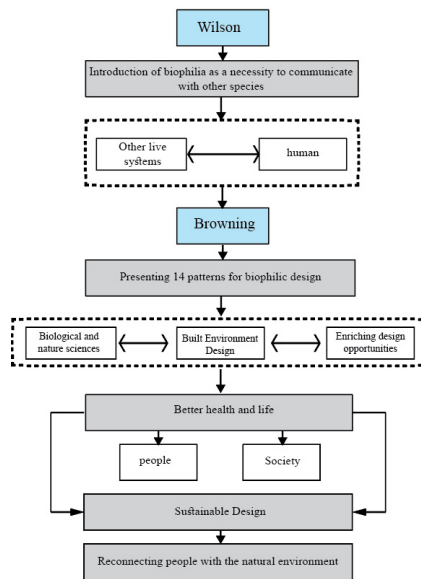 Wilson
Introduction of biophilia as a necessity to communicate
with other species
Other live
systems
human
Browning
Presenting 14 patterns for biophilic design
Biological and
nature sciences
Built Environment
Design
Enriching design
opportunities
Better health and life
people
Society
Sustainable Design
Reconnecting people with the natural environment